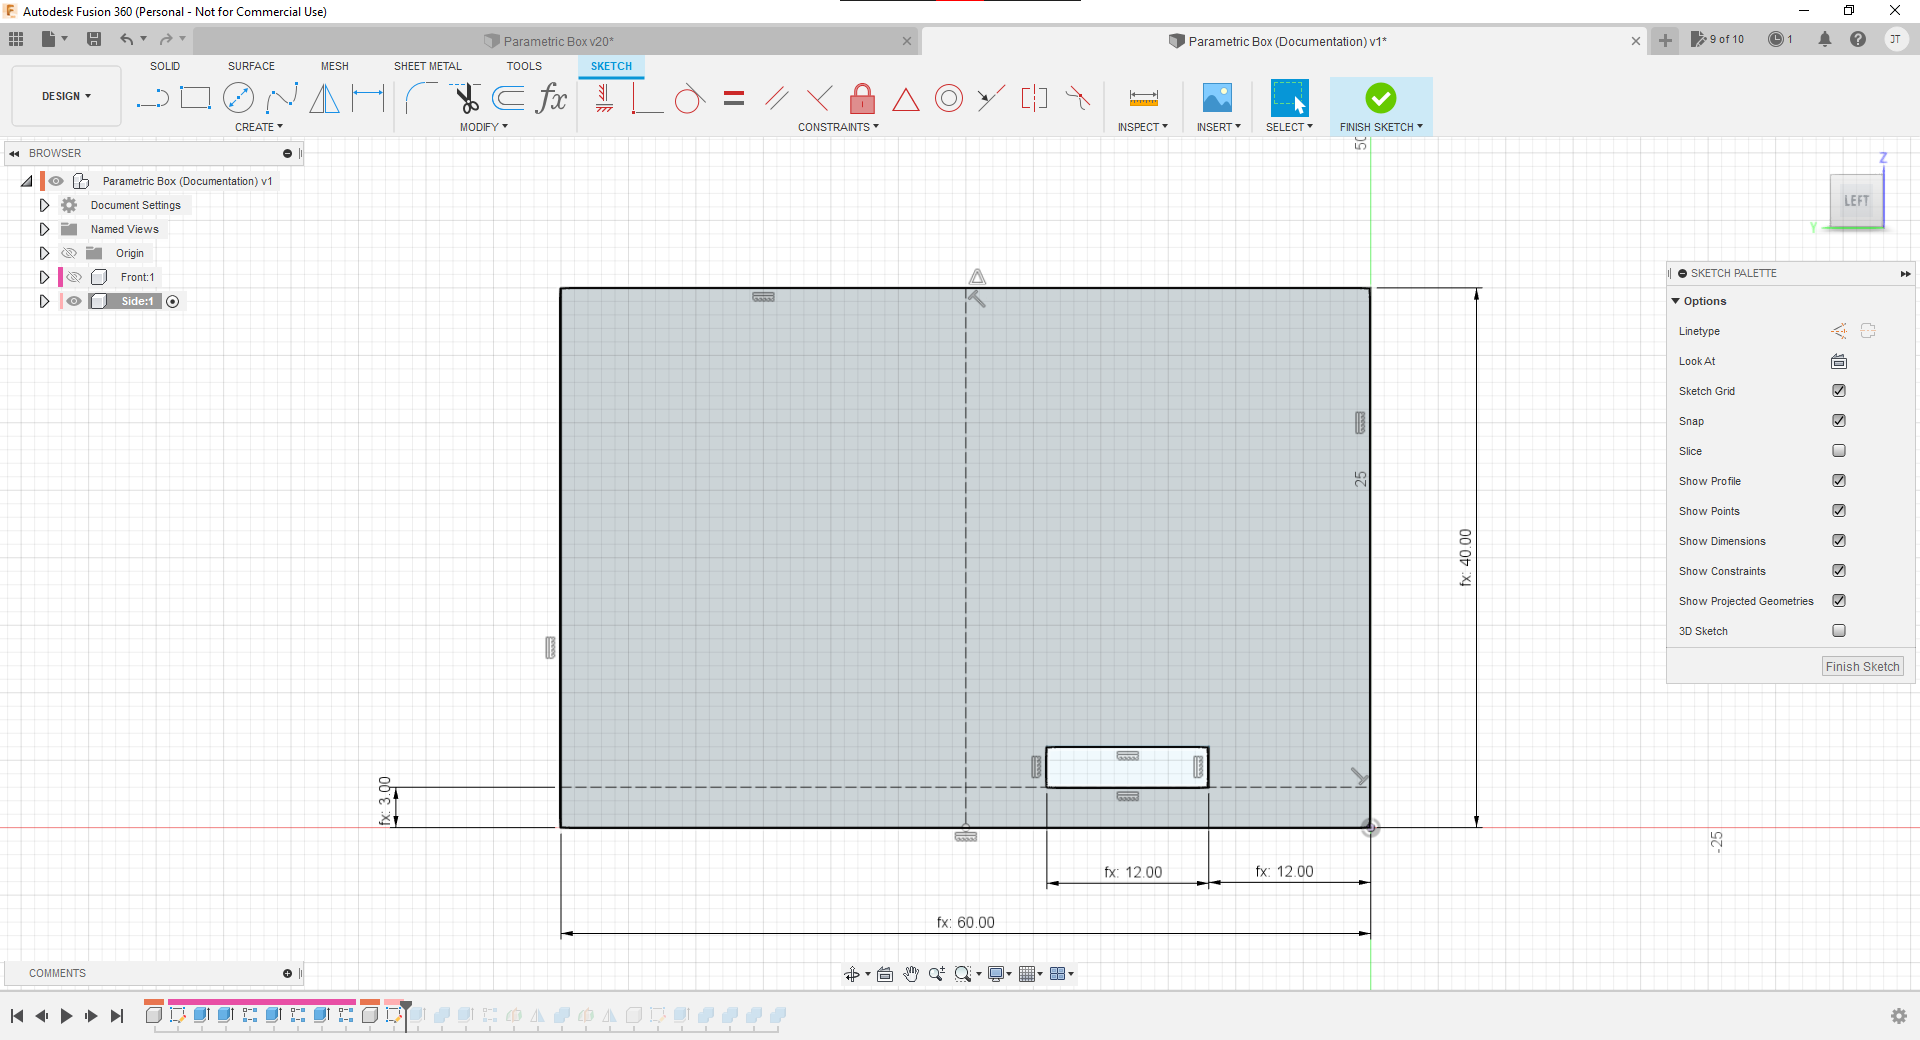 Autodesk Fusion 360 (Personal - Not for Commercial Use)
Parametric Box v20*
Parametric Box (Documentation) v1*
9 of 10
1
JT
SOLID
SURFACE
MESH
SHEET METAL
TOOLS
SKETCH
DESIGN
fx
CREATE
MODIFY
CONSTRAINTS
INSPECT
INSERT
SELECT
FINISH SKETCH
BROWSER
Parametric Box (Documentation) v1
Document Settings
Named Views
Origin
Front:1
Side:1
50
Z
LEFT
Y
SKETCH PALETTE
Options
Linetype
Look At
Sketch Grid
Snap
Slice
Show Profile
Show Points
Show Dimensions
Show Constraints
Show Projected Geometries
3D Sketch
Finish Sketch
25
fx: 40.00
fx: 3.00
-25
fx: 12.00
fx: 12.00
fx: 60.00
COMMENTS